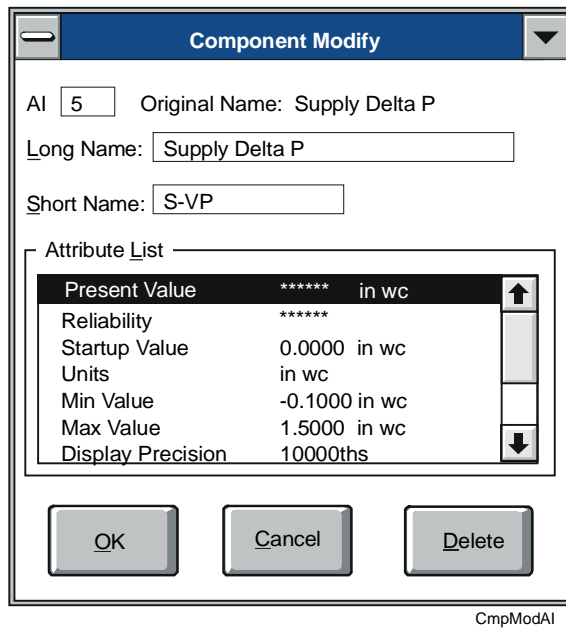 Component Modify
AI 5 Original Name: Supply Delta P
Long Name: Supply Delta P
Short Name: S-VP
Attribute List
Present Value ****** in wc
Reliability ******
Startup Value 0.0000 in wc
Units in wc
Min Value -0.1000 in wc
Max Value 1.5000 in wc
Display Precision 10000ths
OK Cancel Delete
CmpModAI